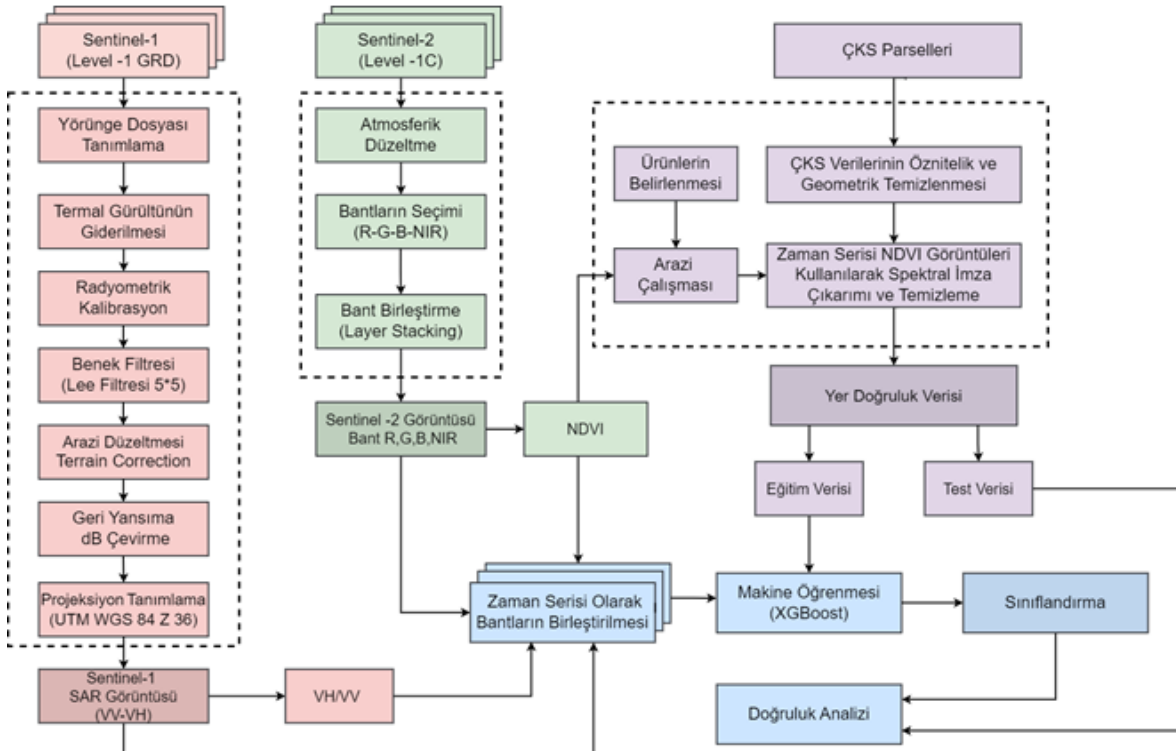 Sentinel-1
(Level -1 GRD)
Yörünge Dosyası
Tanımlama
Termal Gürültünün
Giderilmesi
Radyometrik
Kalibrasyon
Benek Filtresi
(Lee Filtresi 5*5)
Arazi Düzeltmesi
Terrain Correction
Geri Yansıma
dB Çevirme
Projeksiyon Tanımlama
(UTM WGS 84 Z 36)
Sentinel-1
SAR Görüntüsü
(VV-VH)
VH/VV
Sentinel-2
(Level -1C)
Atmosferik
Düzeltme
Bantların Seçimi
(R-G-B-NIR)
Bant Birleştirme
(Layer Stacking)
Sentinel -2 Görüntüsü
Bant R,G,B,NIR
NDVI
ÇKS Parselleri
Ürünlerin
Belirlenmesi
ÇKS Verilerinin Öznitelik ve
Geometrik Temizlenmesi
Arazi
Çalışması
Zaman Serisi NDVI Görüntüleri
Kullanılarak Spektral İmza
Çıkarımı ve Temizleme
Yer Doğruluk Verisi
Eğitim Verisi
Test Verisi
Zaman Serisi Olarak
Bantların Birleştirilmesi
Makine Öğrenmesi
(XGBoost)
Sınıflandırma
Doğruluk Analizi